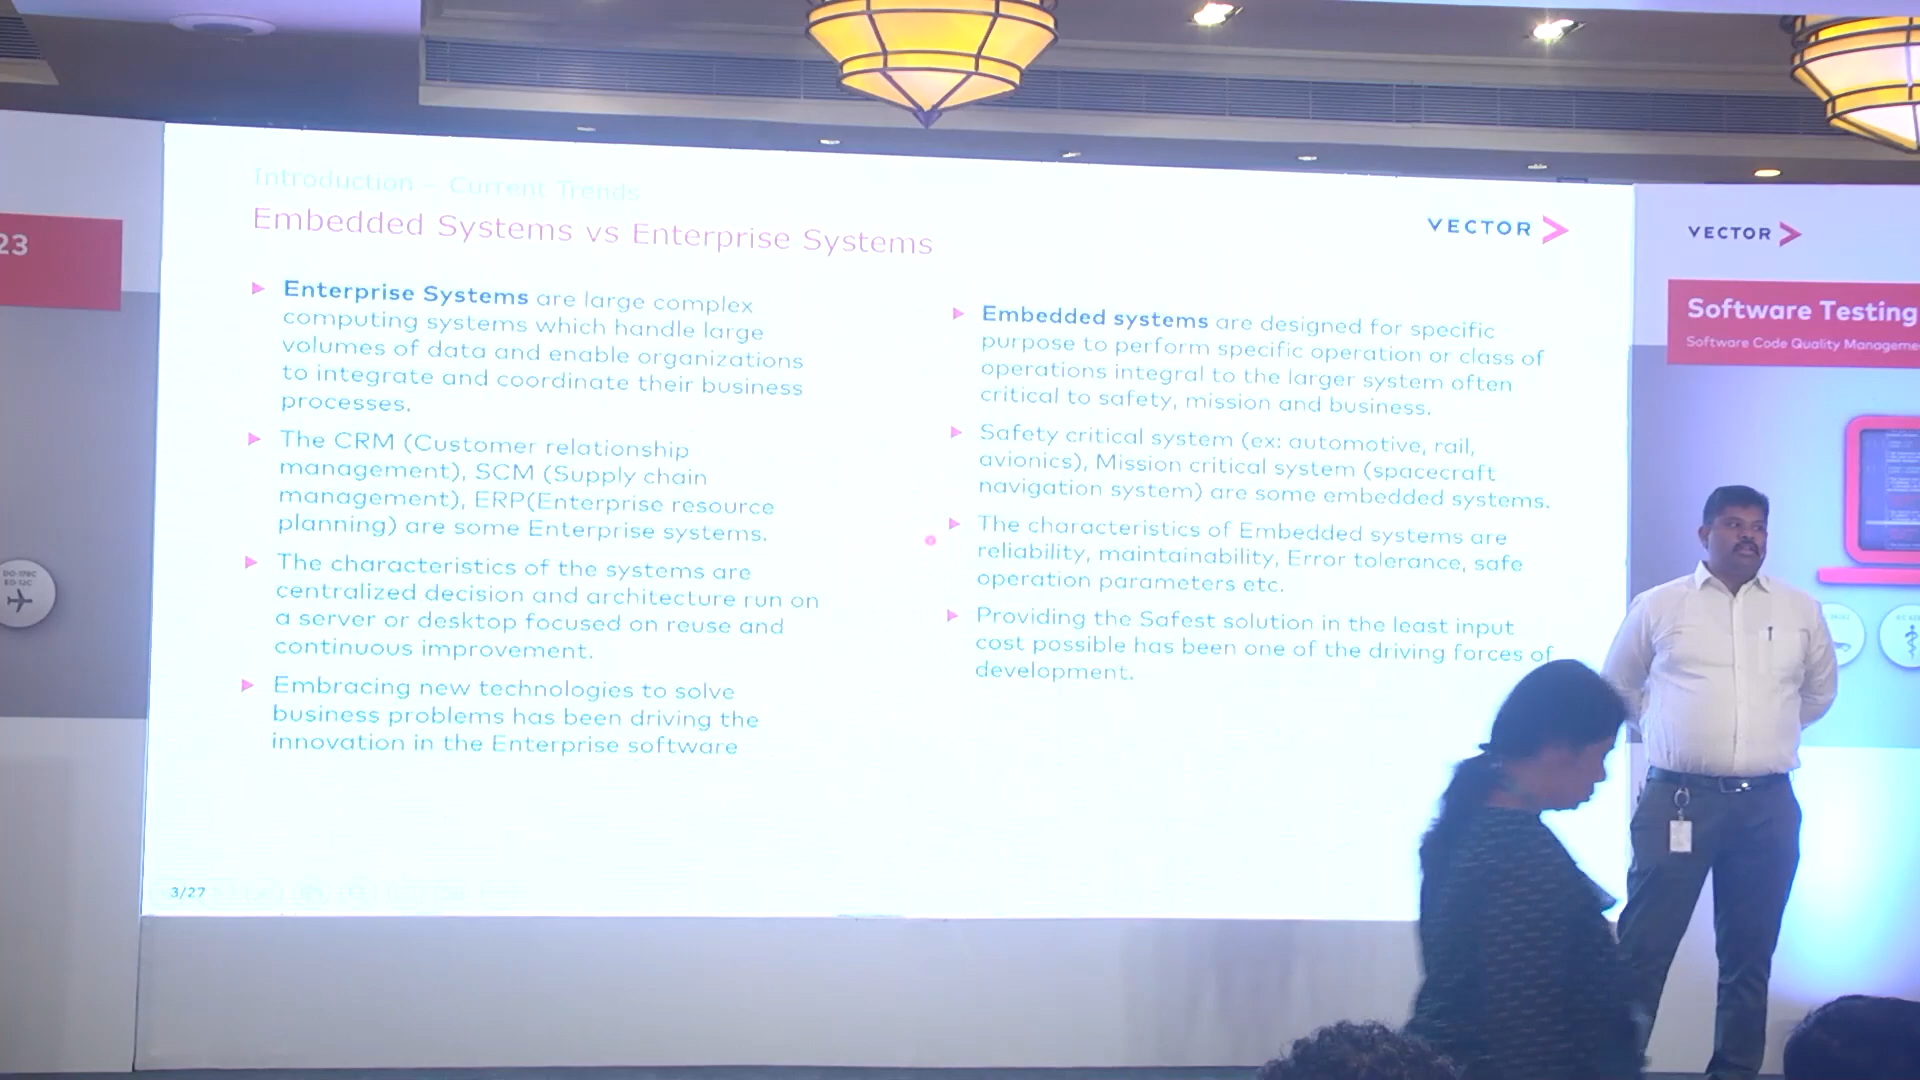 23
DO-178C
ED-12C
Introduction – Current Trends
Embedded Systems vs Enterprise Systems
VECTOR
Enterprise Systems are large complex
computing systems which handle large
volumes of data and enable organizations
to integrate and coordinate their business
processes.
The CRM (Customer relationship
management), SCM (Supply chain
management), ERP(Enterprise resource
planning) are some Enterprise systems.
The characteristics of the systems are
centralized decision and architecture run on
a server or desktop focused on reuse and
continuous improvement.
Embracing new technologies to solve
business problems has been driving the
innovation in the Enterprise software
Embedded systems are designed for specific
purpose to perform specific operation or class of
operations integral to the larger system often
critical to safety, mission and business.
Safety critical system (ex: automotive, rail,
avionics), Mission critical system (spacecraft
navigation system) are some embedded systems.
The characteristics of Embedded systems are
reliability, maintainability, Error tolerance, safe
operation parameters etc.
Providing the Safest solution in the least input
cost possible has been one of the driving forces of
development.
3/27
VECTOR
Software Testing
Software Code Quality Manageme